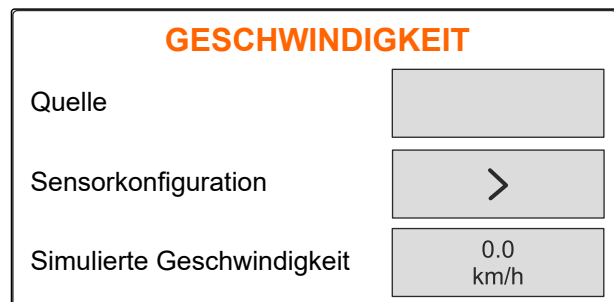 GESCHWINDIGKEIT
Quelle
Sensorkonfiguration
Simulierte Geschwindigkeit
0.0
km/h